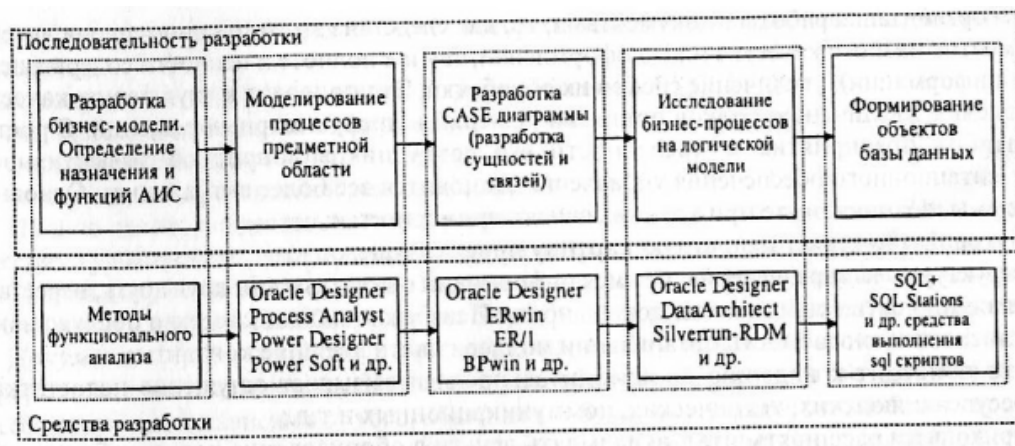 Последовательность разработки
Разработка
бизнес-модели.
Определение
назначения и
функций АИС
Моделирование
процессов
предметной
области
Разработка
CASE диаграммы
(разработка
сущностей и
связей)
Исследование
бизнес-процессов
на логической
модели
Формирование
объектов
базы данных
Методы
функционального
анализа
Oracle Designer
Process Analyst
Power Designer
Power Soft и др.
Oracle Designer
ERwin
ER/I
BPwin и др.
Oracle Designer
DataArchitect
Silverrun-RDM
и др.
SQL+
SQL Stations
и др. средства
выполнения
sql скриптов
Средства разработки